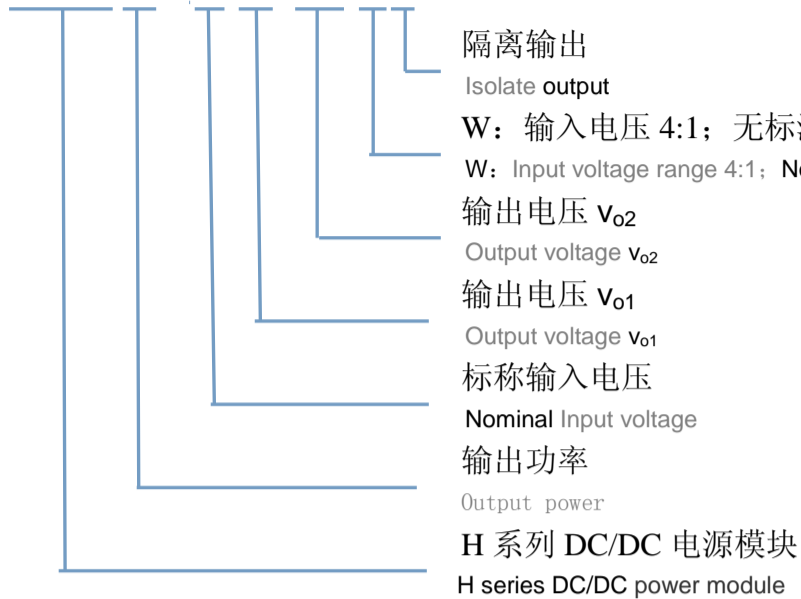 隔离输出
Isolate output
W：输入电压 4:1；无标
W：Input voltage range 4:1；
输出电压 vo2
Output voltage vo2
输出电压 vo1
Output voltage vo1
标称输入电压
Nominal Input voltage
输出功率
Output power
H 系列 DC/DC 电源模块
H series DC/DC power module